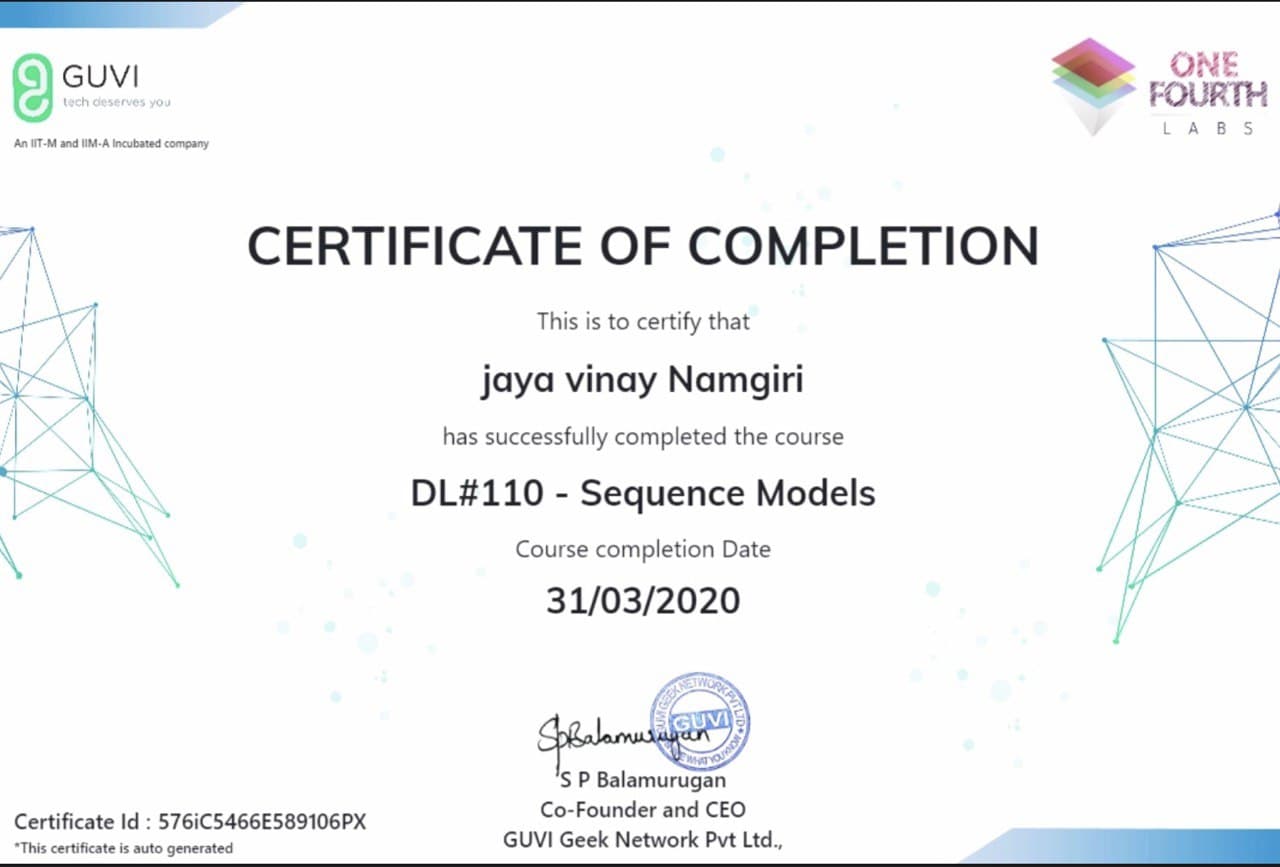 GUVI
tech deserves you
An IIT-M and IIM-A Incubated company
ONE
FOURTH
LABS
CERTIFICATE OF COMPLETION
This is to certify that
jaya vinay Namgiri
has successfully completed the course
DL#110 - Sequence Models
Course completion Date
31/03/2020
SpBalamurugan
GUVI GEEK NETWORK PVT LTD
GUVI
WHAT YOU KNOW
S P Balamurugan
Co-Founder and CEO
GUVI Geek Network Pvt Ltd.,
Certificate Id : 576iC5466E589106PX
*This certificate is auto generated